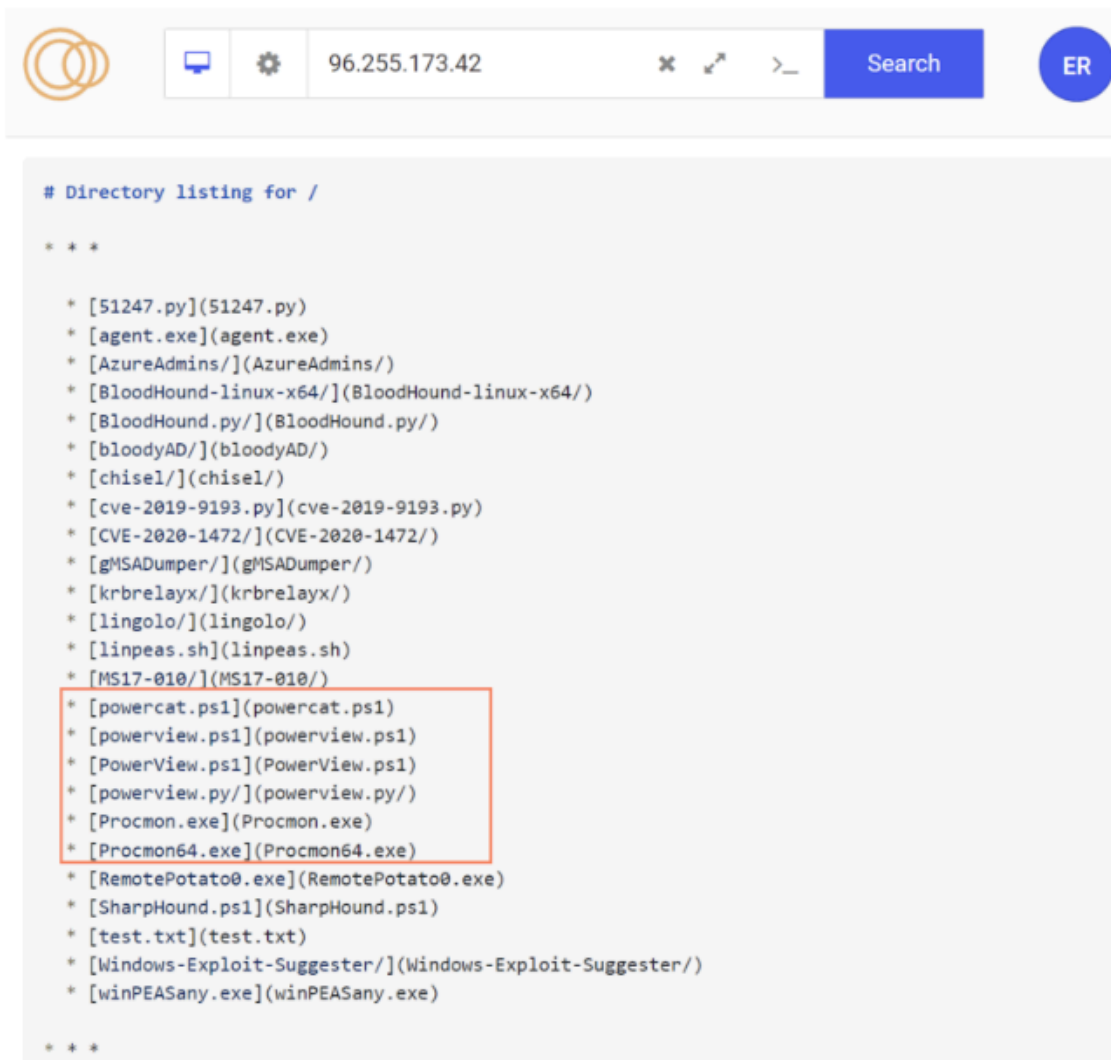 96.255.173.42 >_ Search ER
# Directory listing for /
* * *
* [51247.py](51247.py)
* [agent.exe](agent.exe)
* [AzureAdmins/](AzureAdmins/)
* [BloodHound-linux-x64/](BloodHound-linux-x64/)
* [BloodHound.py/](BloodHound.py/)
* [bloodyAD/](bloodyAD/)
* [chisel/](chisel/)
* [cve-2019-9193.py](cve-2019-9193.py)
* [CVE-2020-1472/](CVE-2020-1472/)
* [gMSADumper/](gMSADumper/)
* [krbrelayx/](krbrelayx/)
* [lingolo/](lingolo/)
* [linpeas.sh](linpeas.sh)
* [MS17-010/](MS17-010/)
* [powercat.ps1](powercat.ps1)
* [powerview.ps1](powerview.ps1)
* [PowerView.ps1](PowerView.ps1)
* [powerview.py/](powerview.py/)
* [Procmon.exe](Procmon.exe)
* [Procmon64.exe](Procmon64.exe)
* [RemotePotato0.exe](RemotePotato0.exe)
* [SharpHound.ps1](SharpHound.ps1)
* [test.txt](test.txt)
* [Windows-Exploit-Suggester/](Windows-Exploit-Suggester/)
* [winPEASany.exe](winPEASany.exe)
* * *